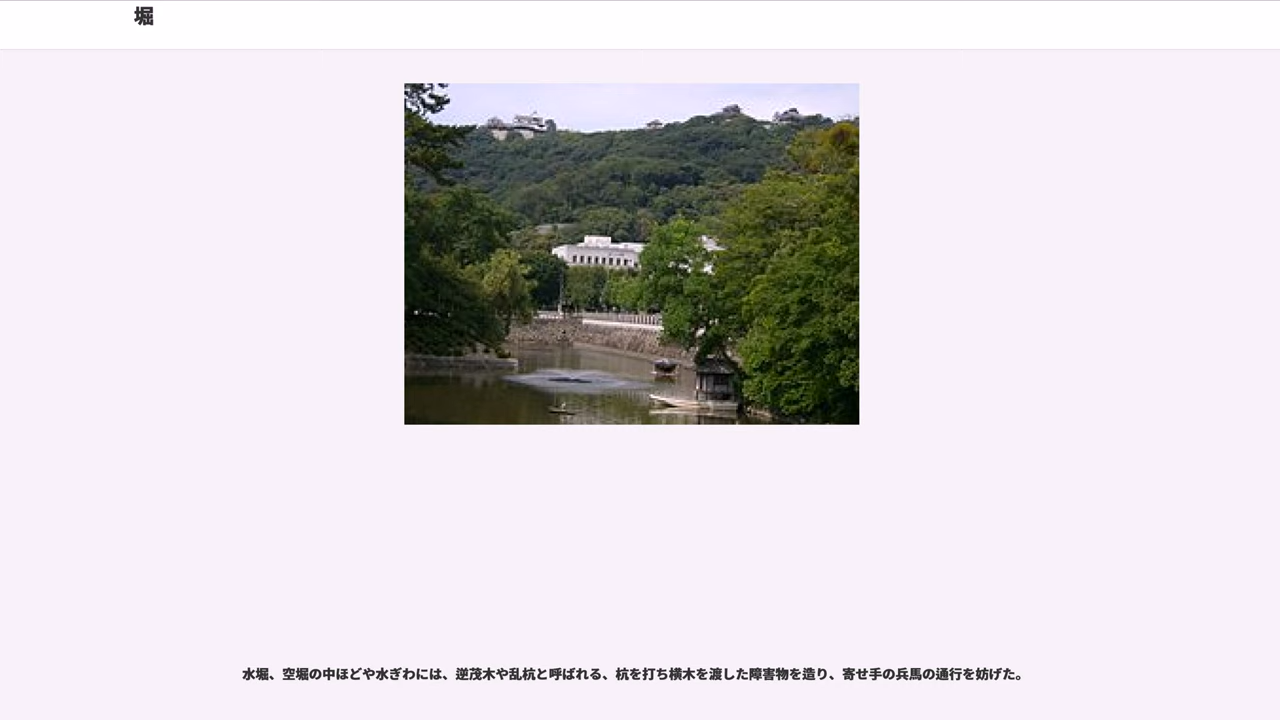 堀
水堀、空堀の中ほどや水ぎわには、逆茂木や乱杭と呼ばれる、杭を打ち横木を渡した障害物を造り、寄せ手の兵馬の通行を妨げた。